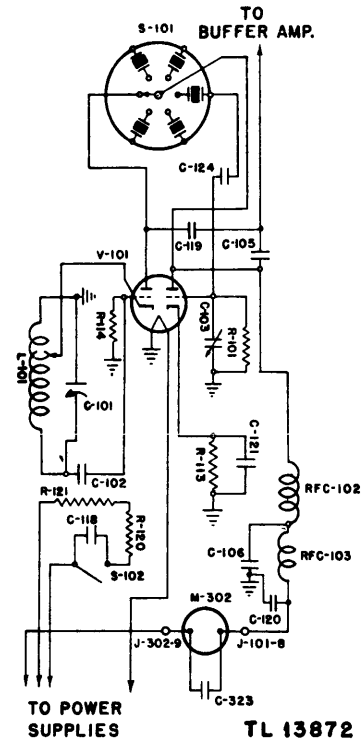 TO
BUFFER AMP.
S-101
C-124
C-119
C-105
V-101
R-114
C-103
R-101
L-101
C-101
C-102
C-121
R-113
R-121
R-120
C-118
S-102
RFC-102
C-106
RFC-103
M-302
C-120
J-302-9
J-101-8
C-323
TO POWER
SUPPLIES
TL 13872